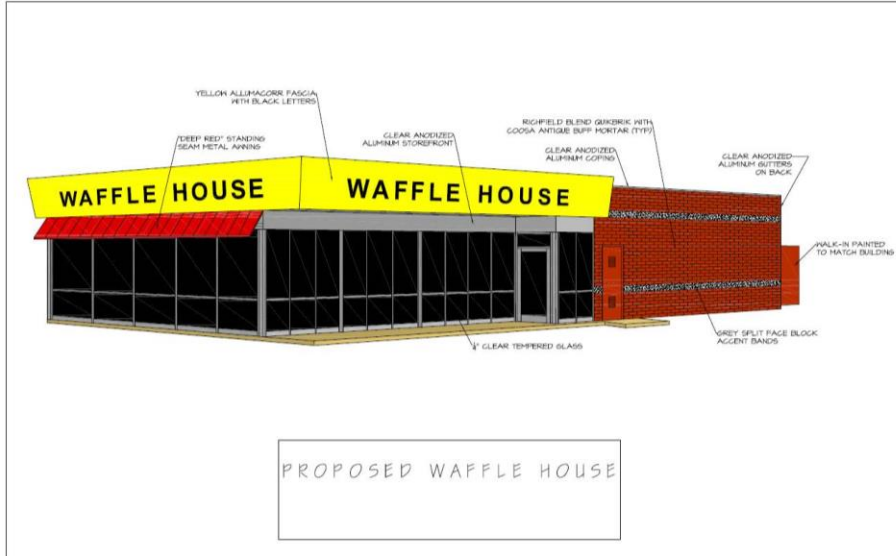 YELLOW ALLUMACORR FASCIA
WITH BLACK LETTERS
"DEEP RED" STANDING
SEAM METAL AWNING
CLEAR ANODIZED
ALUMINUM STOREFRONT
RICHFIELD BLEND QUIKBRIK WITH
COOSA ANTIQUE BUFF MORTAR (TYP)
CLEAR ANODIZED
ALUMINUM COPING
CLEAR ANODIZED
ALUMINUM GUTTERS
ON BACK
WAFFLE HOUSE
WAFFLE HOUSE
WALK-IN PAINTED
TO MATCH BUILDING
GREY SPLIT FACE BLOCK
ACCENT BANDS
CLEAR TEMPERED GLASS
PROPOSED WAFFLE HOUSE